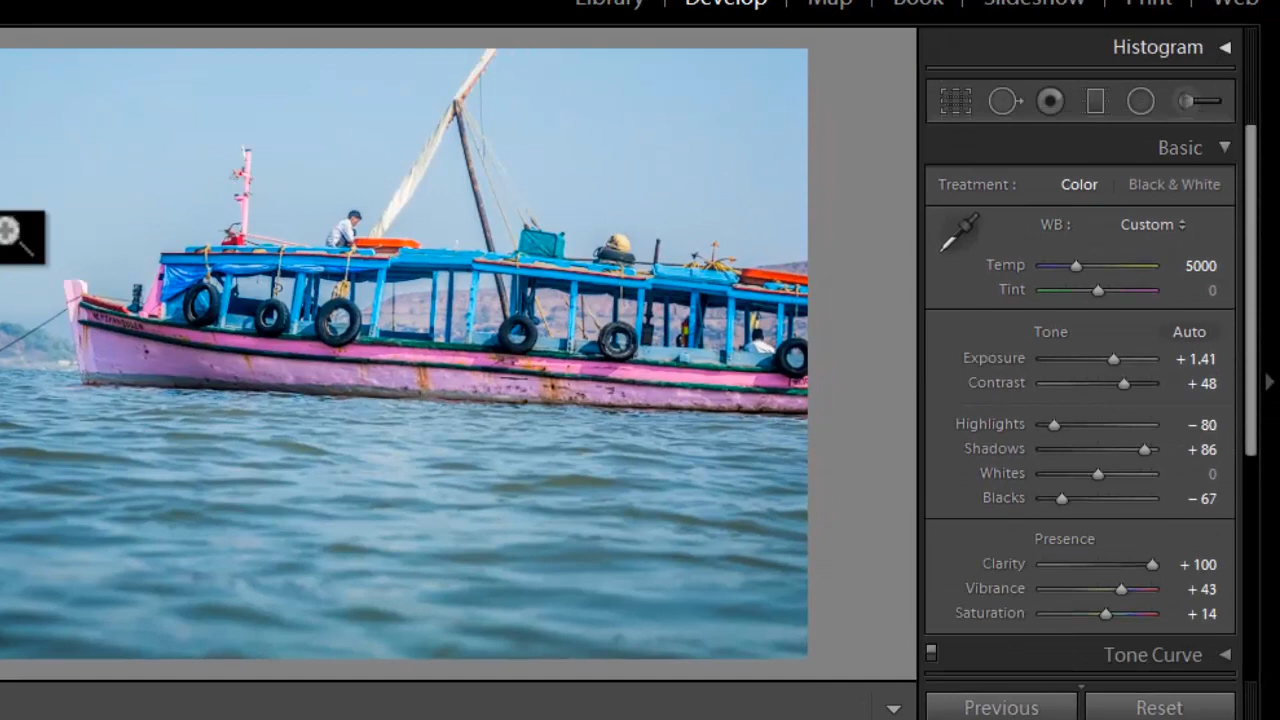 Library | Develop | Map | Book | Slideshow | Print | Web
Histogram
Basic
Treatment : Color | Black & White
WB : Custom
Temp 5000
Tint 0
Tone Auto
Exposure + 1.41
Contrast + 48
Highlights – 80
Shadows + 86
Whites 0
Blacks – 67
Presence
Clarity + 100
Vibrance + 43
Saturation + 14
Tone Curve
Previous Reset